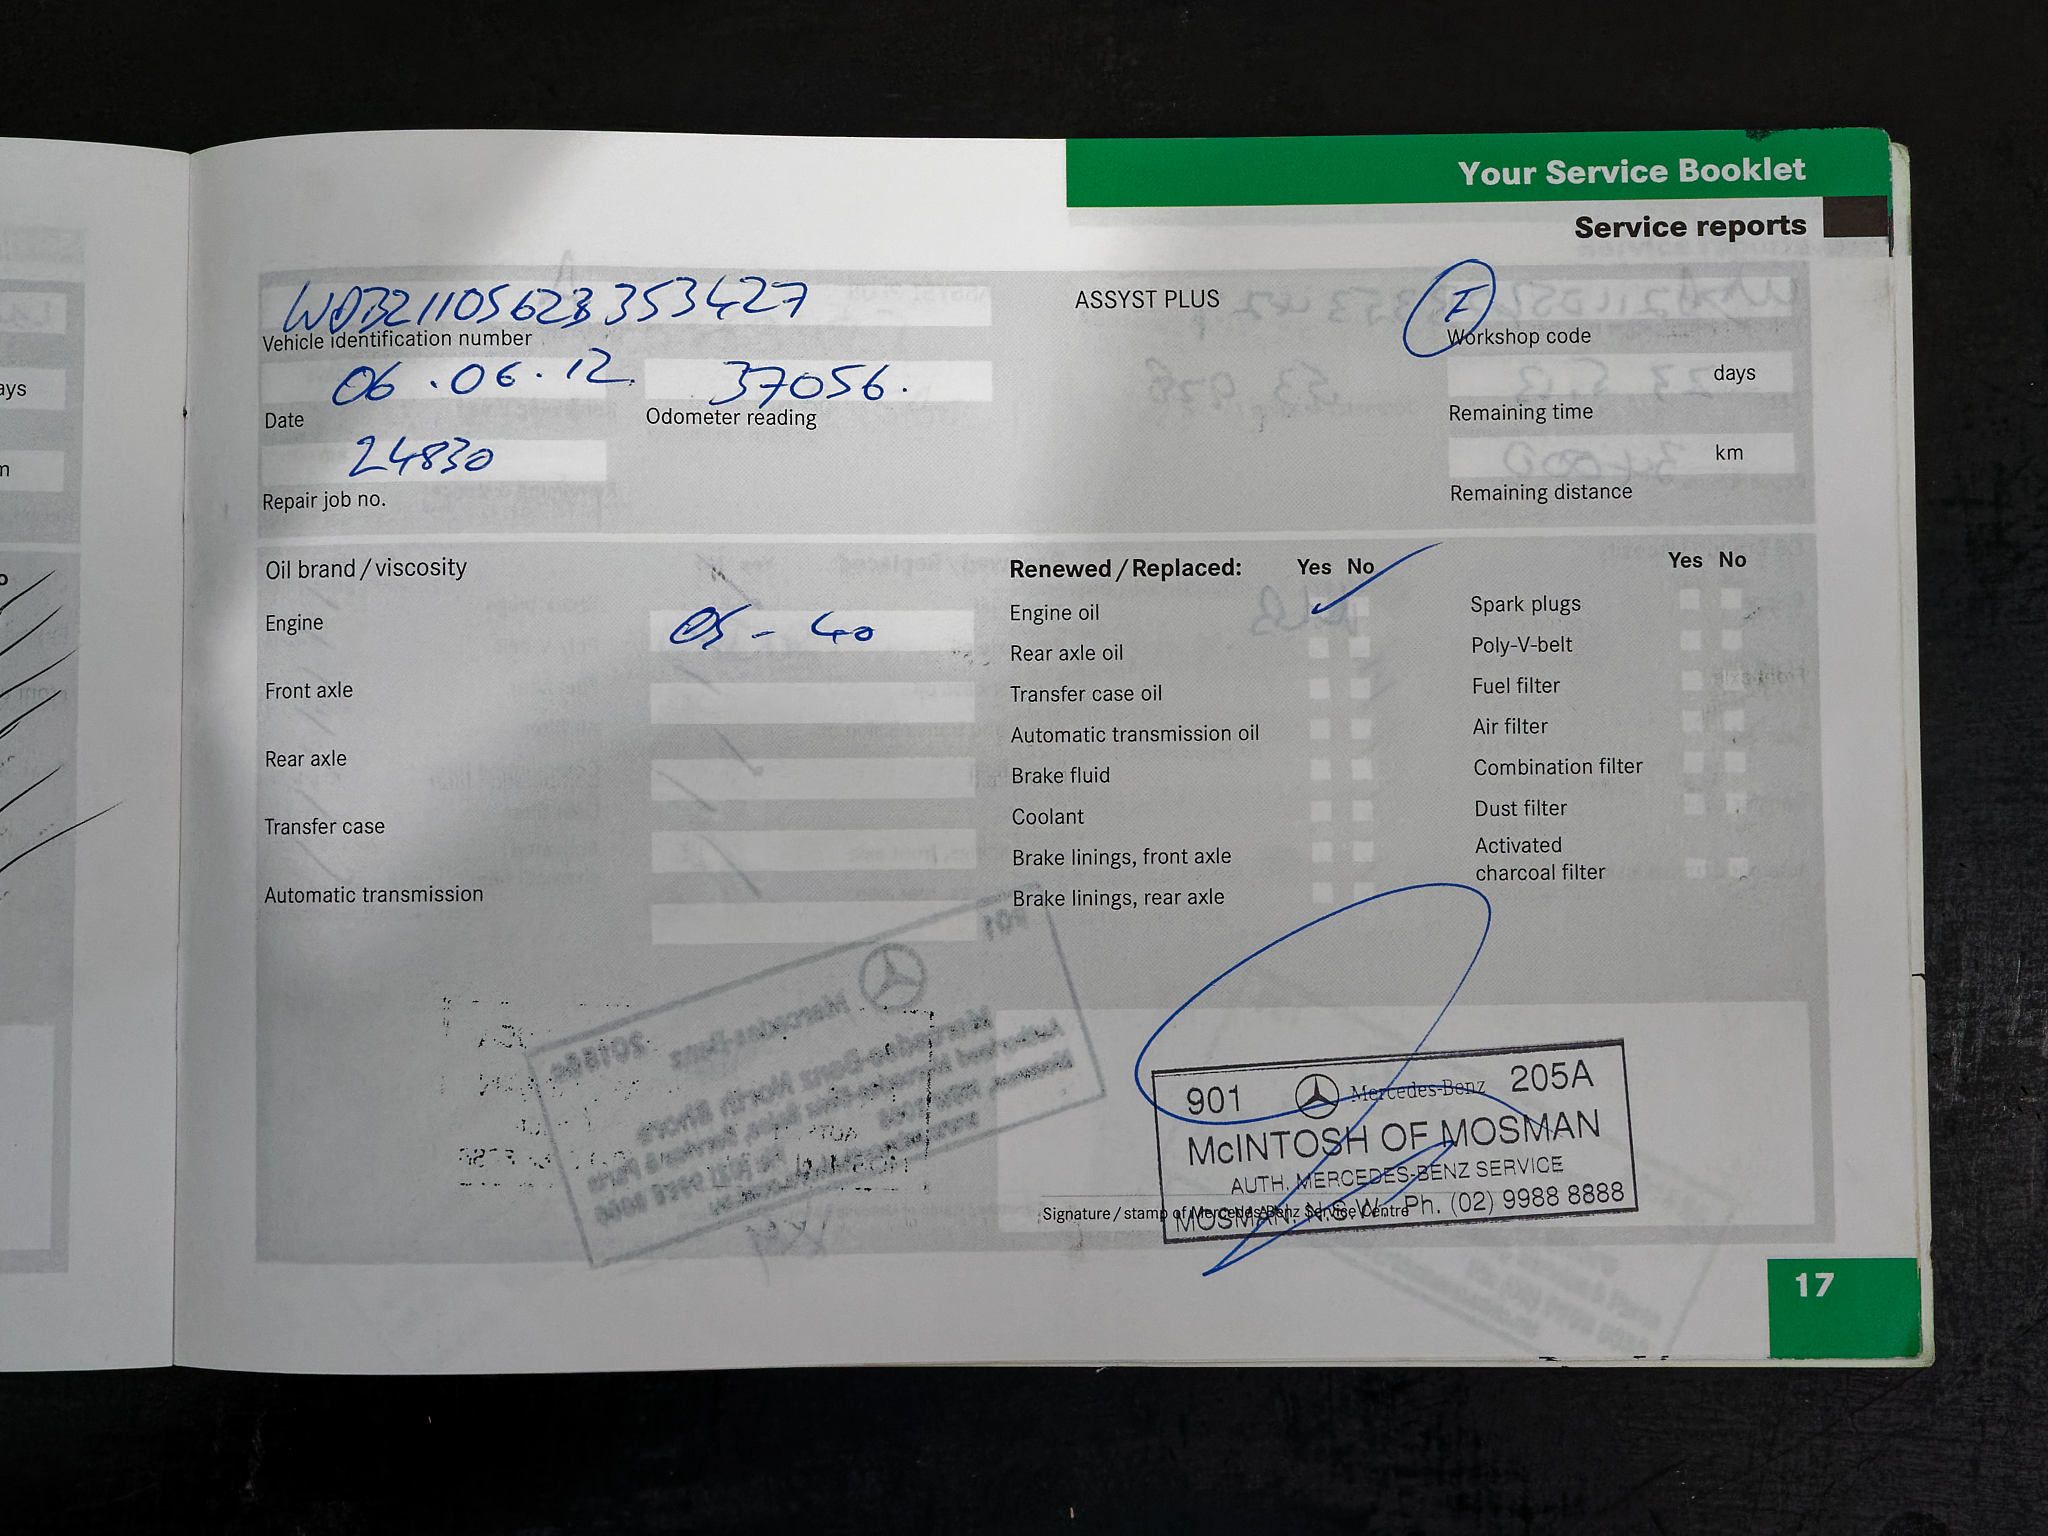 Your Service Booklet
Service reports
WDB2110562B353427
Vehicle identification number
ASSYST PLUS
Workshop code
06.06.12.
37056.
days
Date
Odometer reading
Remaining time
24830
km
Repair job no.
Remaining distance
Oil brand / viscosity
Renewed / Replaced: Yes No
Yes No
Engine
05 - 40
Engine oil
Spark plugs
Rear axle oil
Poly-V-belt
Front axle
Transfer case oil
Fuel filter
Automatic transmission oil
Air filter
Rear axle
Brake fluid
Combination filter
Transfer case
Coolant
Dust filter
Brake linings, front axle
Activated
charcoal filter
Automatic transmission
Brake linings, rear axle
901 Mercedes-Benz 205A
McINTOSH OF MOSMAN
AUTH. MERCEDES-BENZ SERVICE
MOSMAN. N.S.W. Ph. (02) 9988 8888
Signature / stamp of Mercedes-Benz Service Centre
17